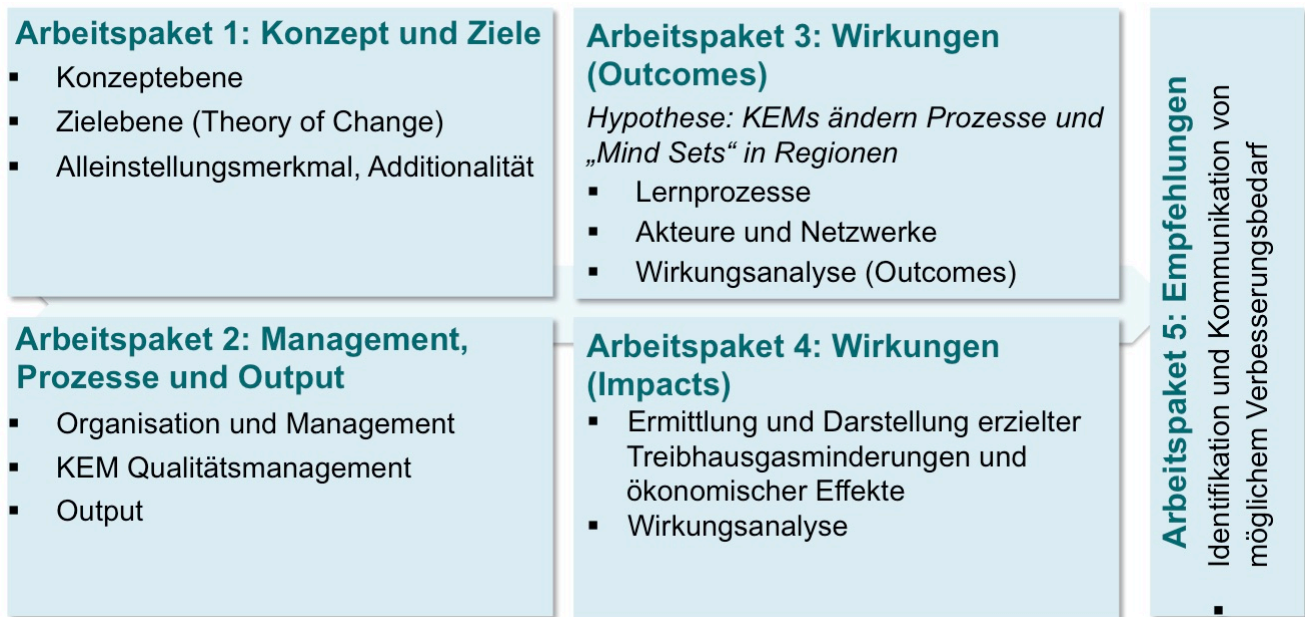 Arbeitspaket 1: Konzept und Ziele
▪ Konzeptebene
▪ Zielebene (Theory of Change)
▪ Alleinstellungsmerkmal, Additionalität
Arbeitspaket 2: Management,
Prozesse und Output
▪ Organisation und Management
▪ KEM Qualitätsmanagement
▪ Output
Arbeitspaket 3: Wirkungen
(Outcomes)
Hypothese: KEMs ändern Prozesse und
„Mind Sets“ in Regionen
▪ Lernprozesse
▪ Akteure und Netzwerke
▪ Wirkungsanalyse (Outcomes)
Arbeitspaket 4: Wirkungen
(Impacts)
▪ Ermittlung und Darstellung erzielter
Treibhausgasminderungen und
ökonomischer Effekte
▪ Wirkungsanalyse
Arbeitspaket 5: Empfehlungen
▪ Identifikation und Kommunikation von
möglichem Verbesserungsbedarf